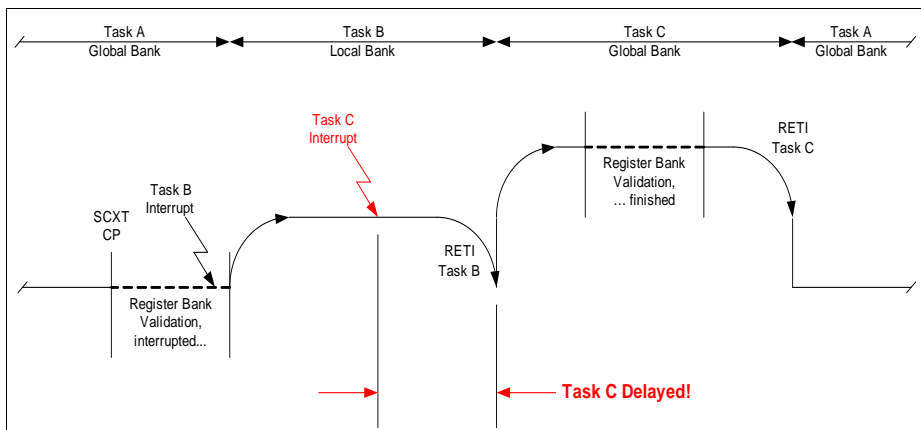 Task A
Global Bank
Task B
Local Bank
Task C
Global Bank
Task A
Global Bank
Task C
Interrupt
RETI
Task C
Register Bank
Validation,
... finished
Task B
Interrupt
SCXT
CP
RETI
Task B
Register Bank
Validation,
interrupted...
Task C Delayed!